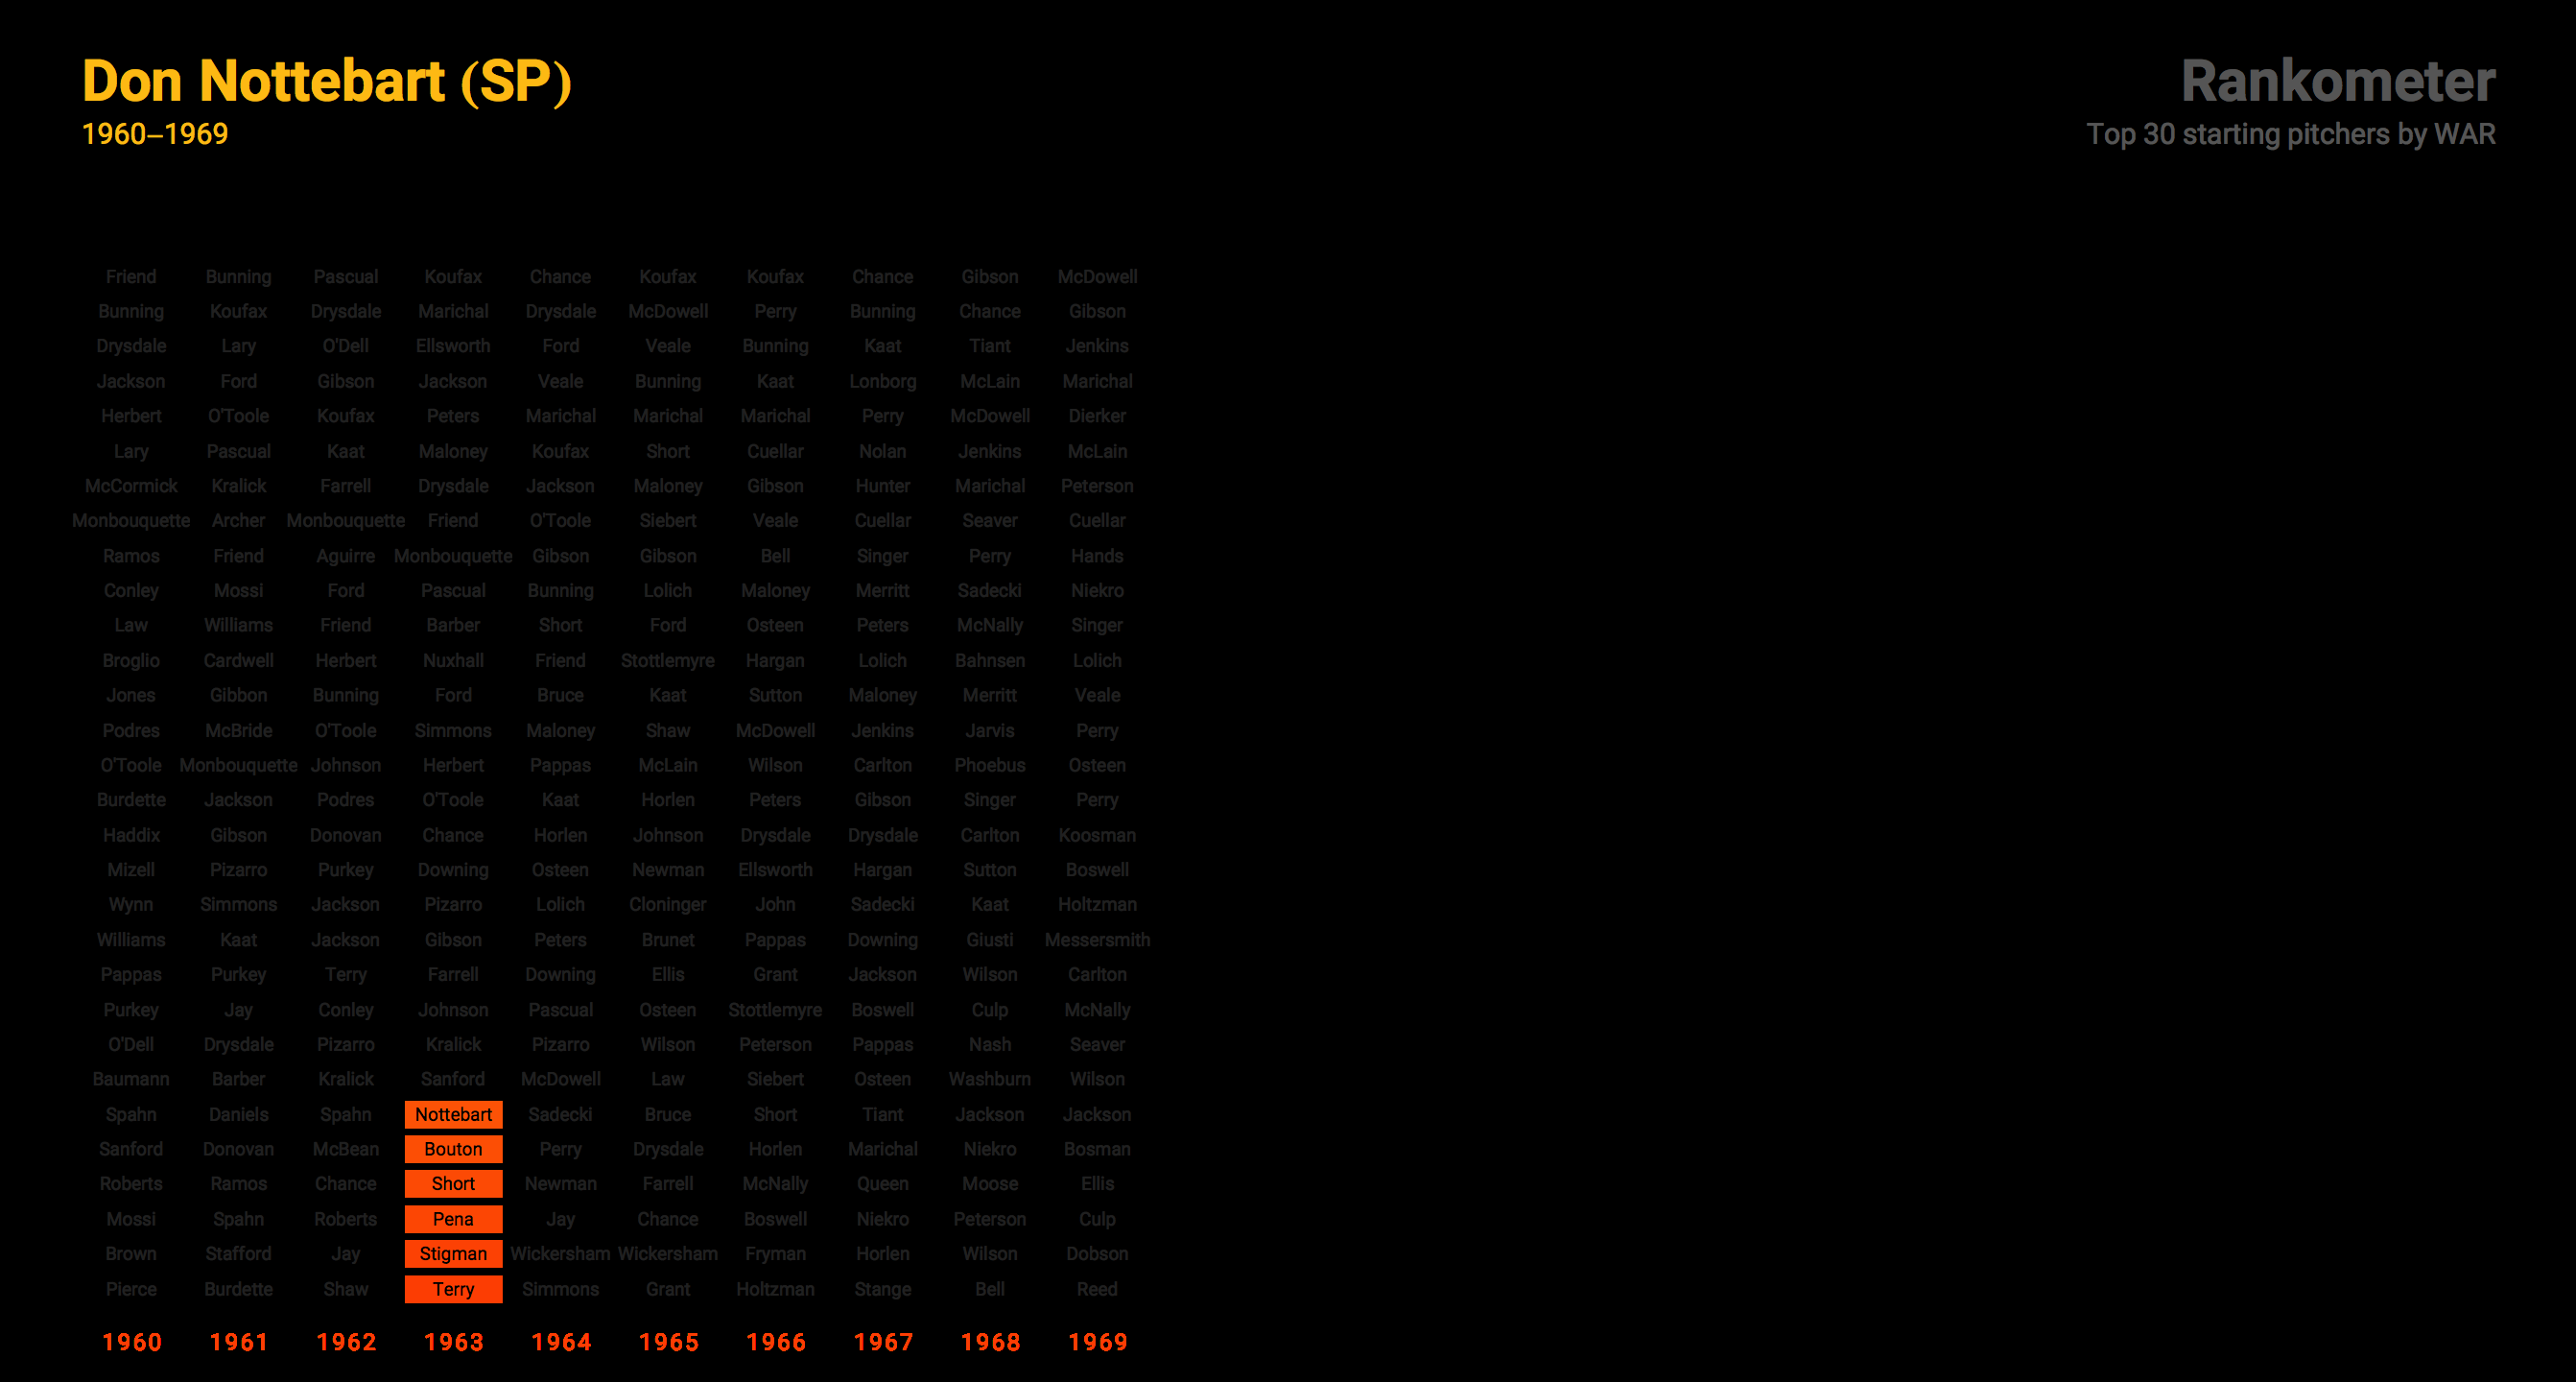 Don Nottebart (SP)
1960–1969
Rankometer
Top 30 starting pitchers by WAR
Friend Bunning Pascual Koufax Chance Koufax Koufax Chance Gibson McDowell
Bunning Koufax Drysdale Marichal Drysdale McDowell Perry Bunning Chance Gibson
Drysdale Lary O'Dell Ellsworth Ford Veale Bunning Kaat Tiant Jenkins
Jackson Ford Gibson Jackson Veale Bunning Kaat Lonborg McLain Marichal
Herbert O'Toole Koufax Peters Marichal Marichal Marichal Perry McDowell Dierker
Lary Pascual Kaat Maloney Koufax Short Cuellar Nolan Jenkins McLain
McCormick Kralick Farrell Drysdale Jackson Maloney Gibson Hunter Marichal Peterson
Monbouquette Archer Monbouquette Friend O'Toole Siebert Veale Cuellar Seaver Cuellar
Ramos Friend Aguirre Monbouquette Gibson Gibson Bell Singer Perry Hands
Conley Mossi Ford Pascual Bunning Lolich Maloney Merritt Sadecki Niekro
Law Williams Friend Barber Short Ford Osteen Peters McNally Singer
Broglio Cardwell Herbert Nuxhall Friend Stottlemyre Hargan Lolich Bahnsen Lolich
Jones Gibbon Bunning Ford Bruce Kaat Sutton Maloney Merritt Veale
Podres McBride O'Toole Simmons Maloney Shaw McDowell Jenkins Jarvis Perry
O'Toole Monbouquette Johnson Herbert Pappas McLain Wilson Carlton Phoebus Osteen
Burdette Jackson Podres O'Toole Kaat Horlen Peters Gibson Singer Perry
Haddix Gibson Donovan Chance Horlen Johnson Drysdale Drysdale Carlton Koosman
Mizell Pizarro Purkey Downing Osteen Newman Ellsworth Hargan Sutton Boswell
Wynn Simmons Jackson Pizarro Lolich Cloninger John Sadecki Kaat Holtzman
Williams Kaat Jackson Gibson Peters Brunet Pappas Downing Giusti Messersmith
Pappas Purkey Terry Farrell Downing Ellis Grant Jackson Wilson Carlton
Purkey Jay Conley Johnson Pascual Osteen Stottlemyre Boswell Culp McNally
O'Dell Drysdale Pizarro Kralick Pizarro Wilson Peterson Pappas Nash Seaver
Baumann Barber Kralick Sanford McDowell Law Siebert Osteen Washburn Wilson
Spahn Daniels Spahn Nottebart Sadecki Bruce Short Tiant Jackson Jackson
Sanford Donovan McBean Bouton Perry Drysdale Horlen Marichal Niekro Bosman
Roberts Ramos Chance Short Newman Farrell McNally Queen Moose Ellis
Mossi Spahn Roberts Pena Jay Chance Boswell Niekro Peterson Culp
Brown Stafford Jay Stigman Wickersham Wickersham Fryman Horlen Wilson Dobson
Pierce Burdette Shaw Terry Simmons Grant Holtzman Stange Bell Reed
1960 1961 1962 1963 1964 1965 1966 1967 1968 1969